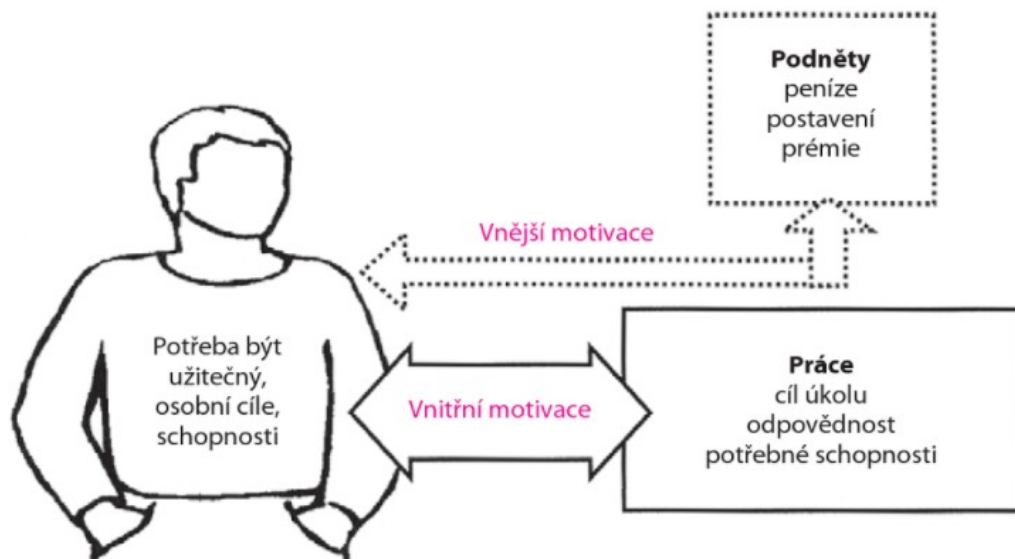 Podněty
peníze
postavení
prémie
Vnější motivace
Potřeba být
užitečný,
osobní cíle,
schopnosti
Vnitřní motivace
Práce
cíl úkolu
odpovědnost
potřebné schopnosti